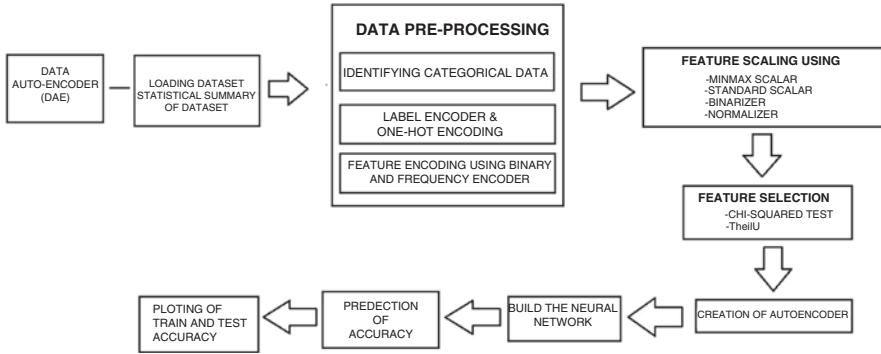 DATA
AUTO-ENCODER
(DAE)
LOADING DATASET
STATISTICAL SUMMARY
OF DATASET
DATA PRE-PROCESSING
IDENTIFYING CATEGORICAL DATA
LABEL ENCODER &
ONE-HOT ENCODING
FEATURE ENCODING USING BINARY
AND FREQUENCY ENCODER
FEATURE SCALING USING
-MINMAX SCALAR
-STANDARD SCALAR
-BINARIZER
-NORMALIZER
FEATURE SELECTION
-CHI-SQUARED TEST
-TheilU
CREATION OF AUTOENCODER
BUILD THE NEURAL
NETWORK
PREDECTION
OF
ACCURACY
PLOTING OF
TRAIN AND TEST
ACCURACY